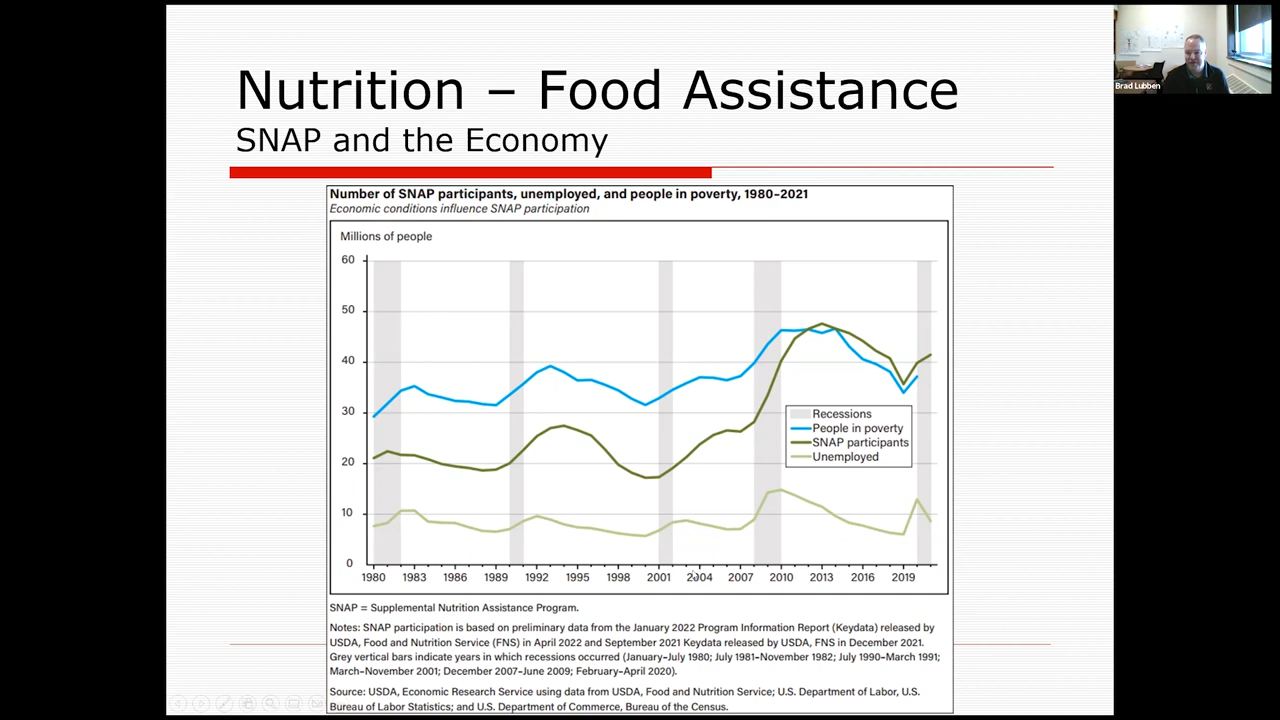 Nutrition – Food Assistance
SNAP and the Economy
Brad Lubben
Number of SNAP participants, unemployed, and people in poverty, 1980–2021
Economic conditions influence SNAP participation
Millions of people
60
50
40
30
20
10
0
1980 1983 1986 1989 1992 1995 1998 2001 2004 2007 2010 2013 2016 2019
Recessions
People in poverty
SNAP participants
Unemployed
SNAP = Supplemental Nutrition Assistance Program.
Notes: SNAP participation is based on preliminary data from the January 2022 Program Information Report (Keydata) released by
USDA, Food and Nutrition Service (FNS) in April 2022 and September 2021 Keydata released by USDA, FNS in December 2021.
Grey vertical bars indicate years in which recessions occurred (January–July 1980; July 1981–November 1982; July 1990–March 1991;
March–November 2001; December 2007–June 2009; February–April 2020).
Source: USDA, Economic Research Service using data from USDA, Food and Nutrition Service; U.S. Department of Labor, U.S.
Bureau of Labor Statistics; and U.S. Department of Commerce, Bureau of the Census.